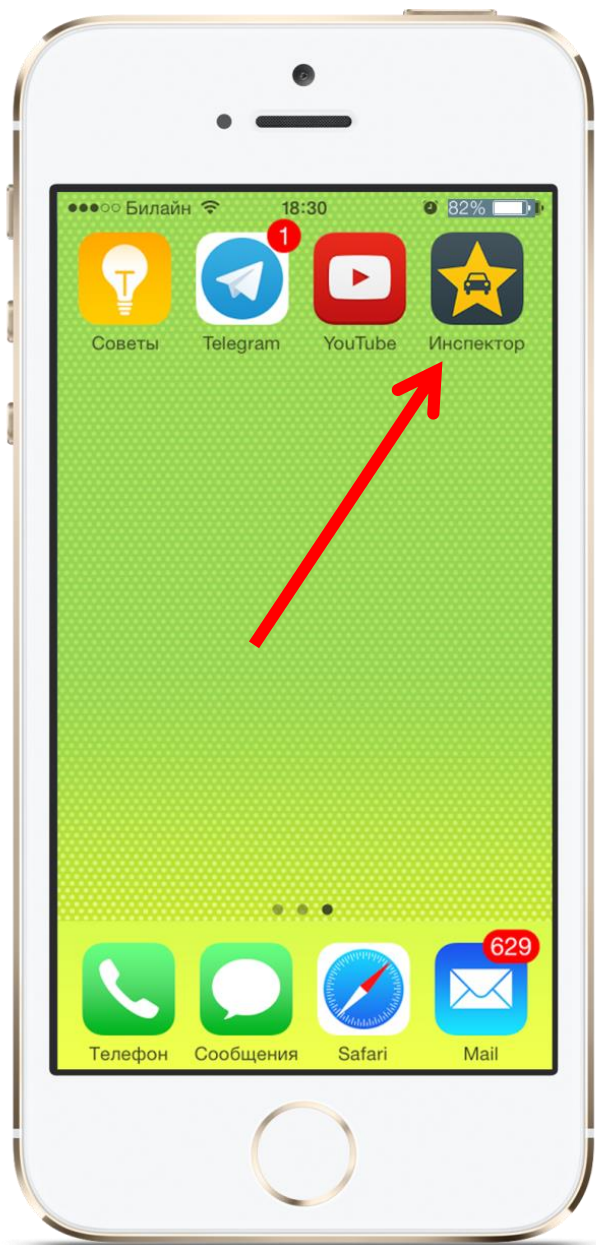 ●●●○○ Билайн 18:30 82%
1
Советы Telegram YouTube Инспектор
629
Телефон Сообщения Safari Mail